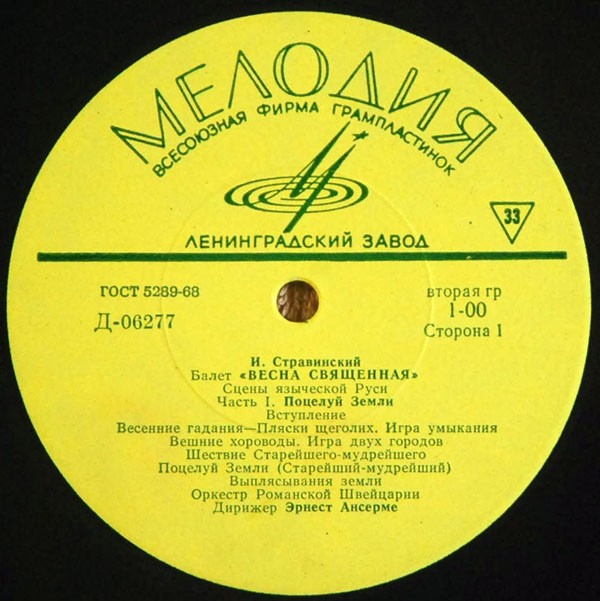 МЕЛОДИЯ
ВСЕСОЮЗНАЯ ФИРМА ГРАМПЛАСТИНОК
33
ЛЕНИНГРАДСКИЙ ЗАВОД
ГОСТ 5289-68
вторая гр
Д-06277
1-00
Сторона 1
И. Стравинский
Балет «ВЕСНА СВЯЩЕННАЯ»
Сцены языческой Руси
Часть I. Поцелуй Земли
Вступление
Весенние гадания—Пляски щеголих. Игра умыкания
Вешние хороводы. Игра двух городов
Шествие Старейшего-мудрейшего
Поцелуй Земли (Старейший-мудрейший)
Выплясывания земли
Оркестр Романской Швейцарии
Дирижер Эрнест Ансерме